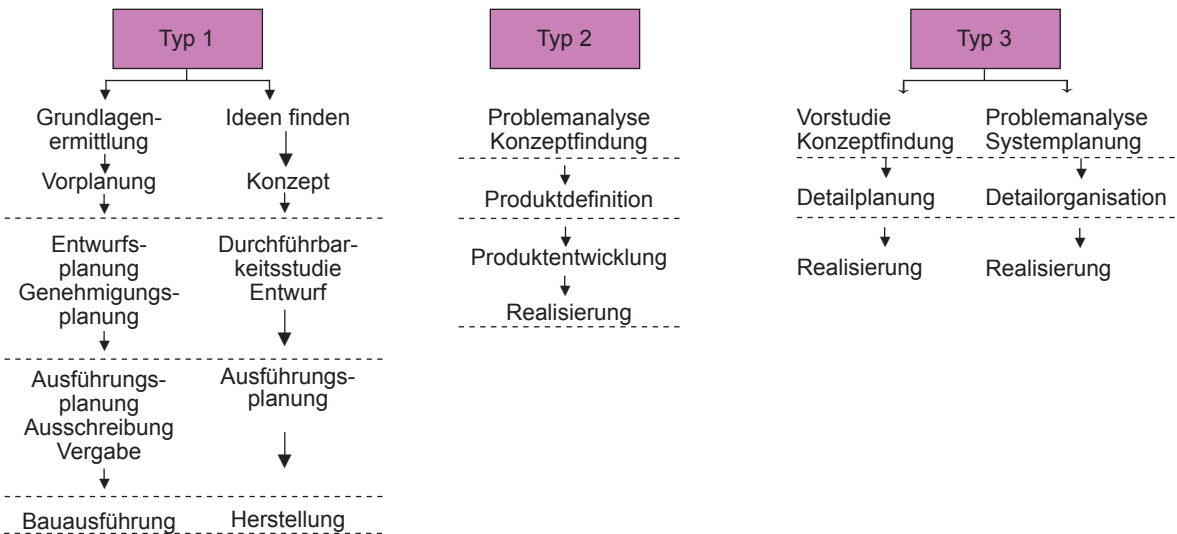 Typ 1
Grundlagen-
ermittlung
Vorplanung
Entwurfs-
planung
Genehmigungs-
planung
Ausführungs-
planung
Ausschreibung
Vergabe
Bauausführung
Ideen finden
Konzept
Durchführbar-
keitsstudie
Entwurf
Ausführungs-
planung
Herstellung
Typ 2
Problemanalyse
Konzeptfindung
Produktdefinition
Produktentwicklung
Realisierung
Typ 3
Vorstudie
Konzeptfindung
Detailplanung
Realisierung
Problemanalyse
Systemplanung
Detailorganisation
Realisierung